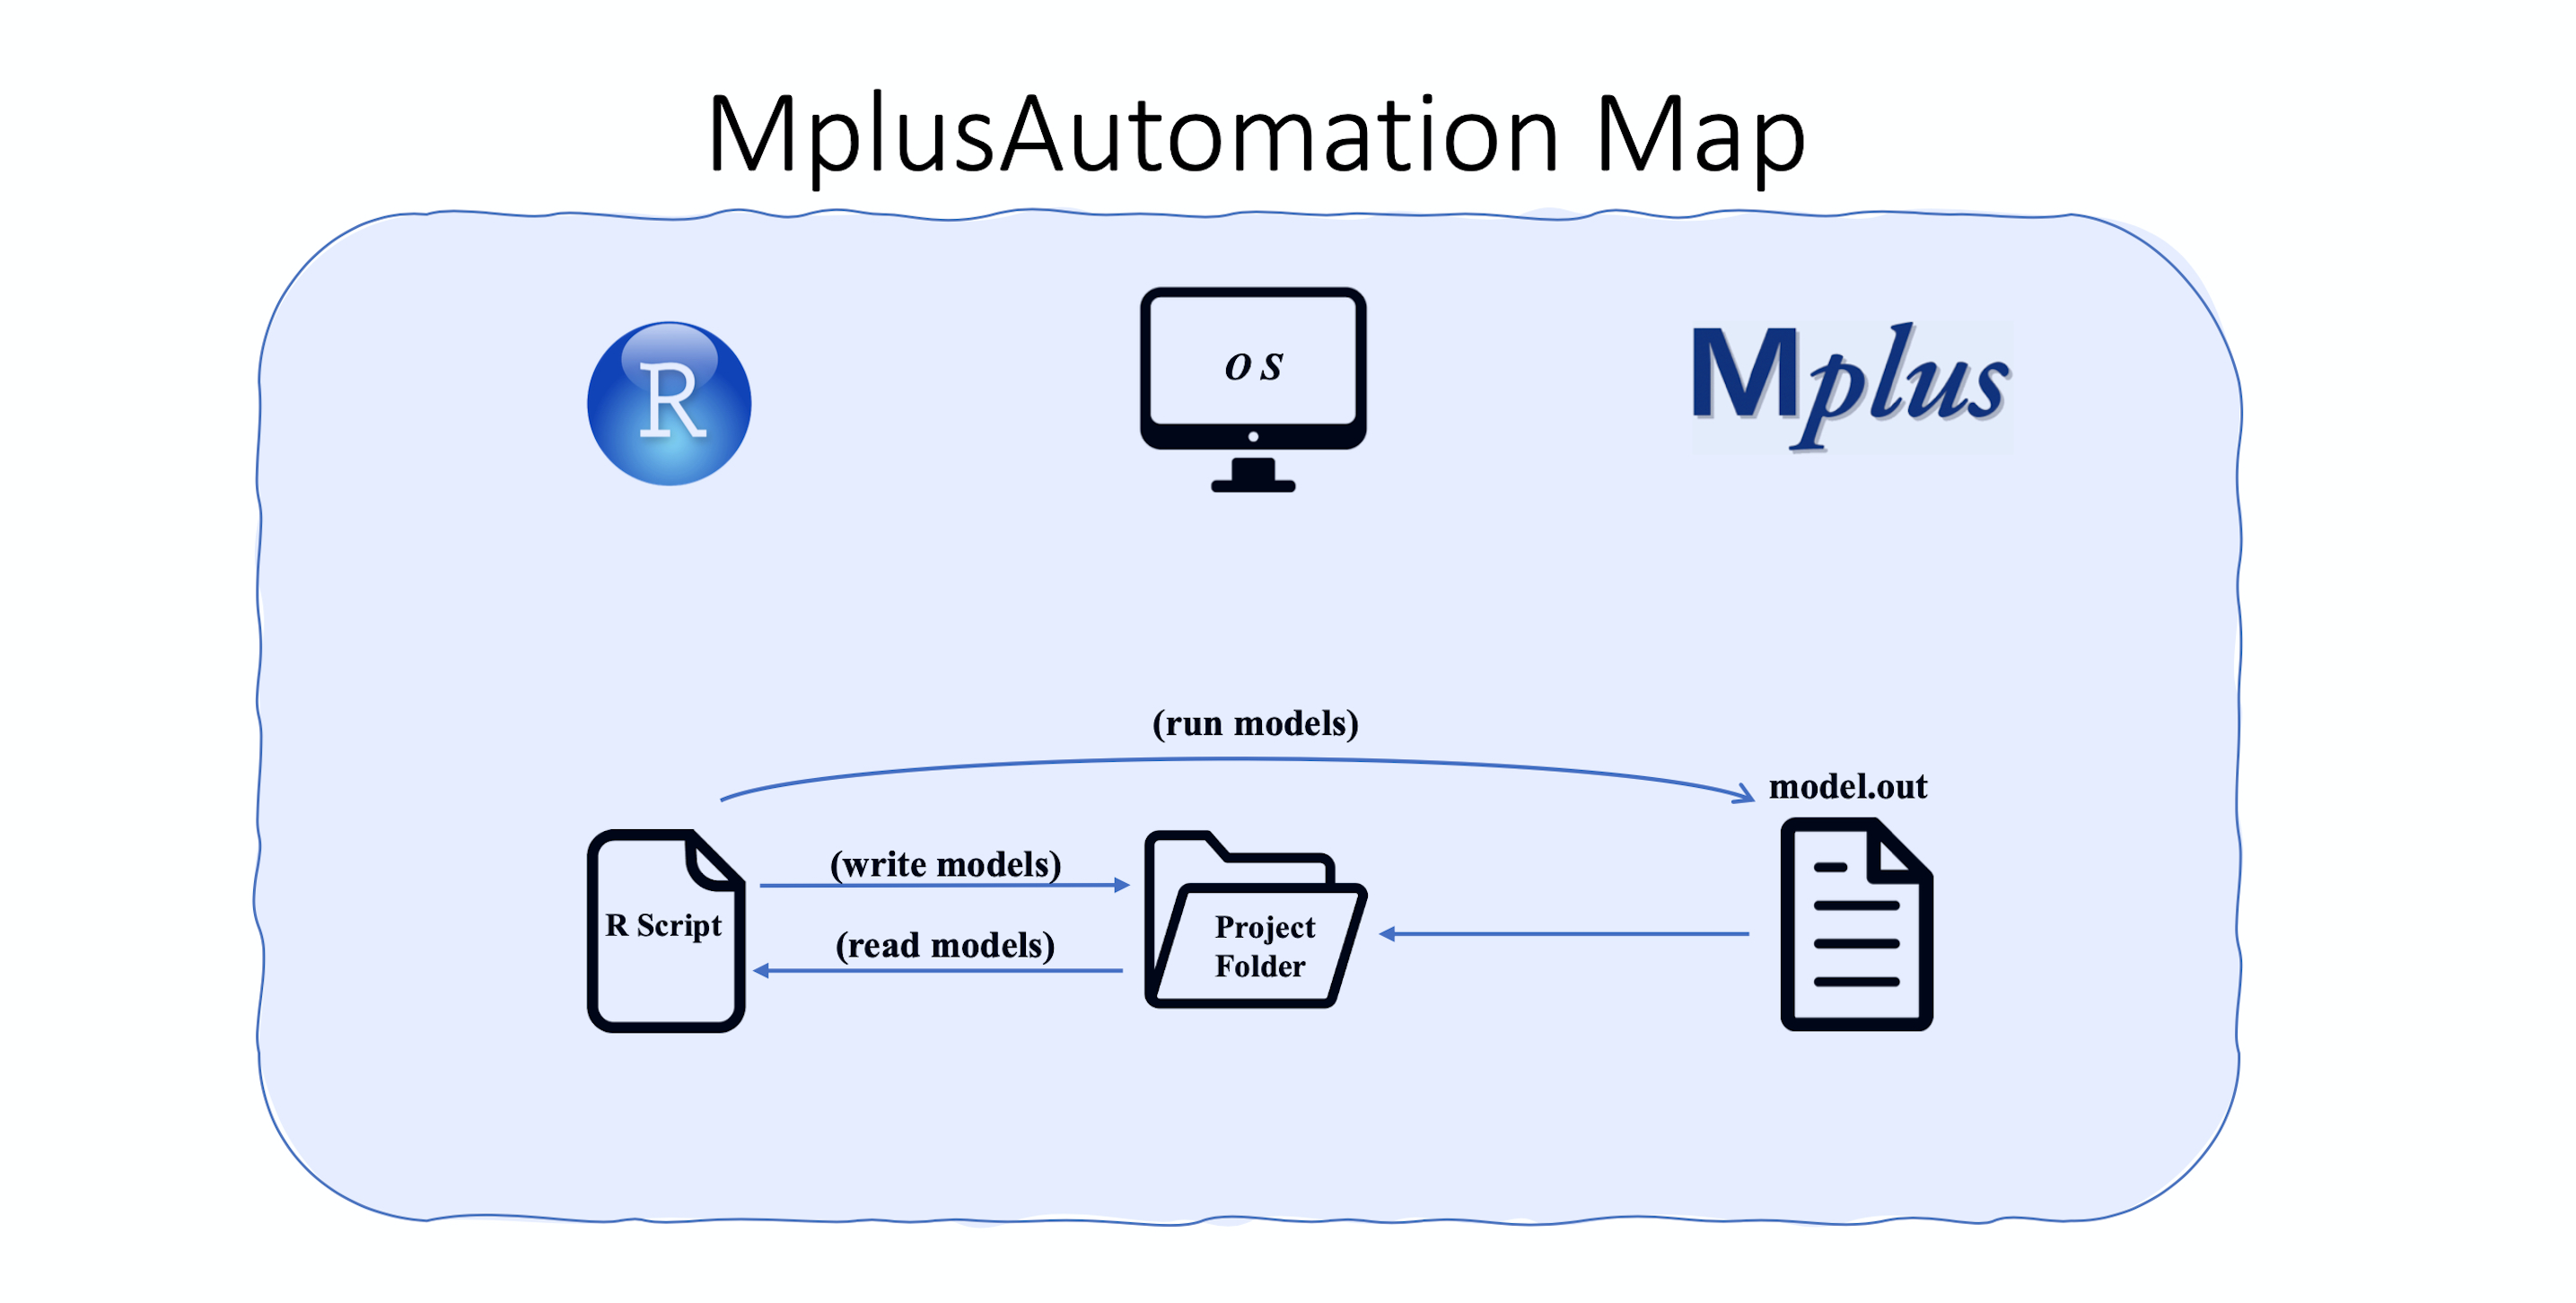 MplusAutomation Map
R
OS
Mplus
(run models)
model.out
(write models)
R Script
(read models)
Project
Folder